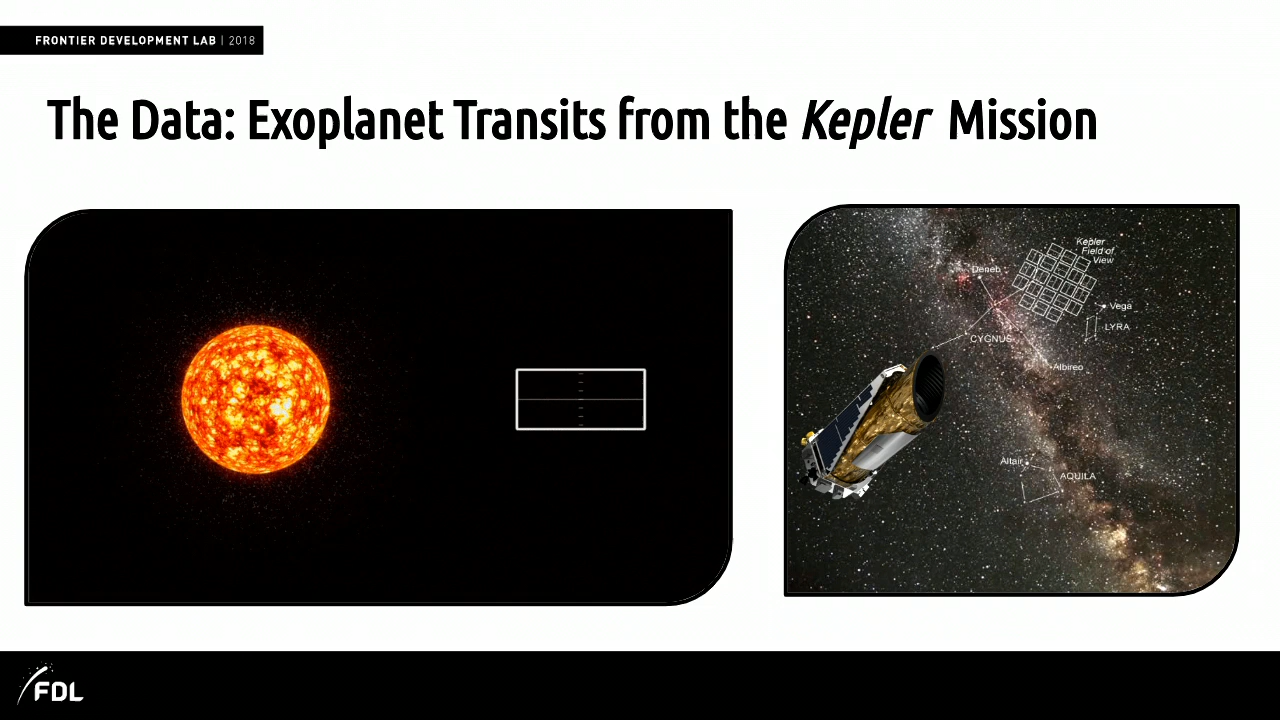 FRONTIER DEVELOPMENT LAB | 2018
The Data: Exoplanet Transits from the Kepler Mission
Kepler
Field of
View
Deneb
Vega
LYRA
CYGNUS
Albireo
Altair
AQUILA
FDL